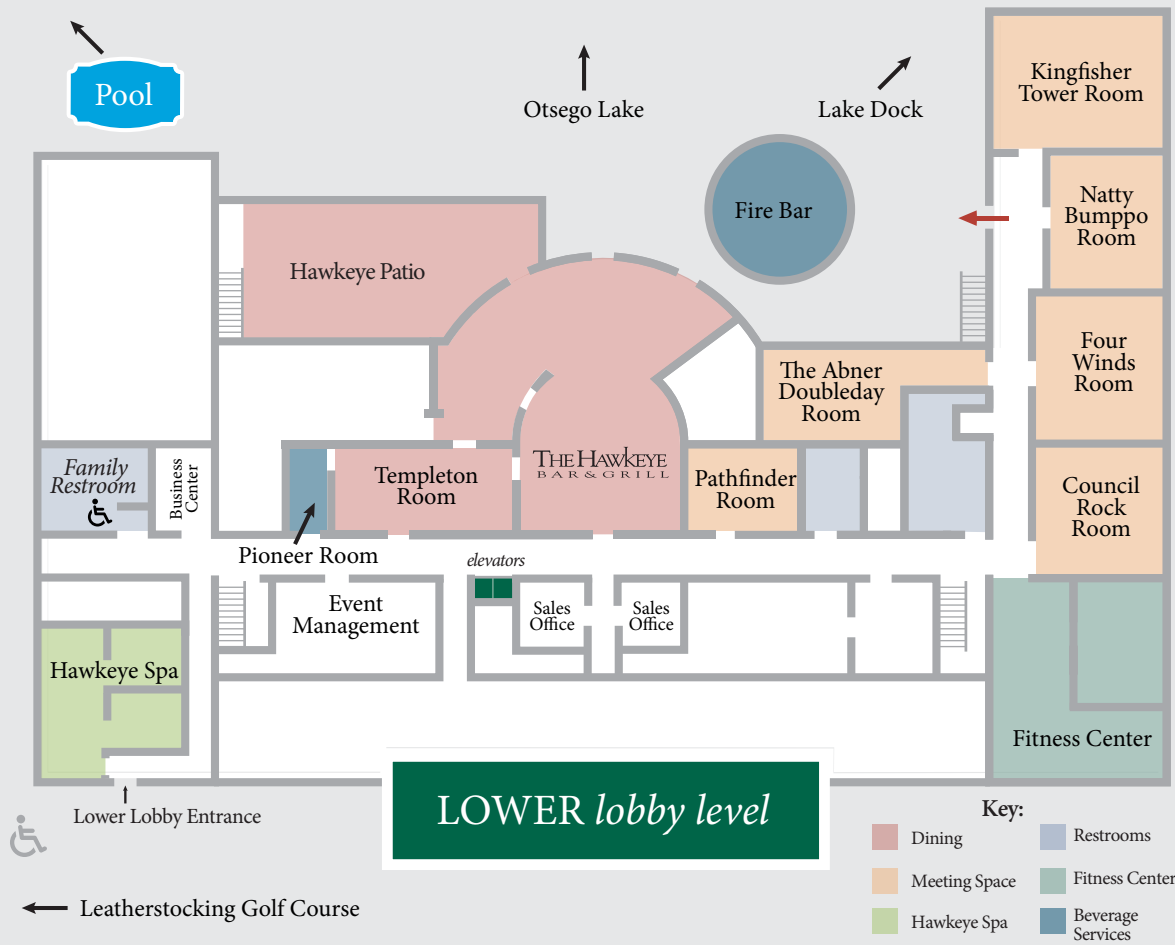 Pool
Otsego Lake
Lake Dock
Kingfisher
Tower Room
Fire Bar
Natty
Bumppo
Room
Hawkeye Patio
Four
Winds
Room
The Abner
Doubleday
Room
Family
Restroom
Business
Center
Templeton
Room
THE HAWKEYE
BAR & GRILL
Pathfinder
Room
Council
Rock
Room
Pioneer Room
elevators
Event
Management
Sales
Office
Sales
Office
Hawkeye Spa
Fitness Center
Lower Lobby Entrance
LOWER lobby level
Key:
Dining
Restrooms
Meeting Space
Fitness Center
Hawkeye Spa
Beverage
Services
Leatherstocking Golf Course